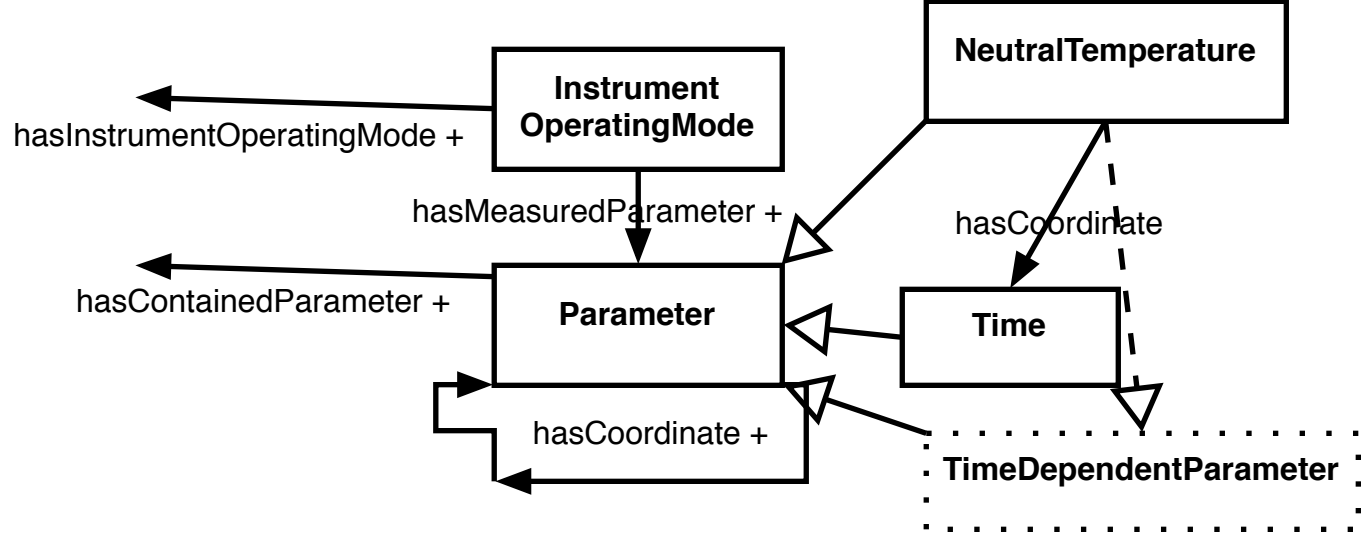 NeutralTemperature
Instrument
OperatingMode
hasInstrumentOperatingMode +
hasMeasuredParameter +
hasCoordinate
hasContainedParameter +
Parameter
Time
hasCoordinate +
TimeDependentParameter